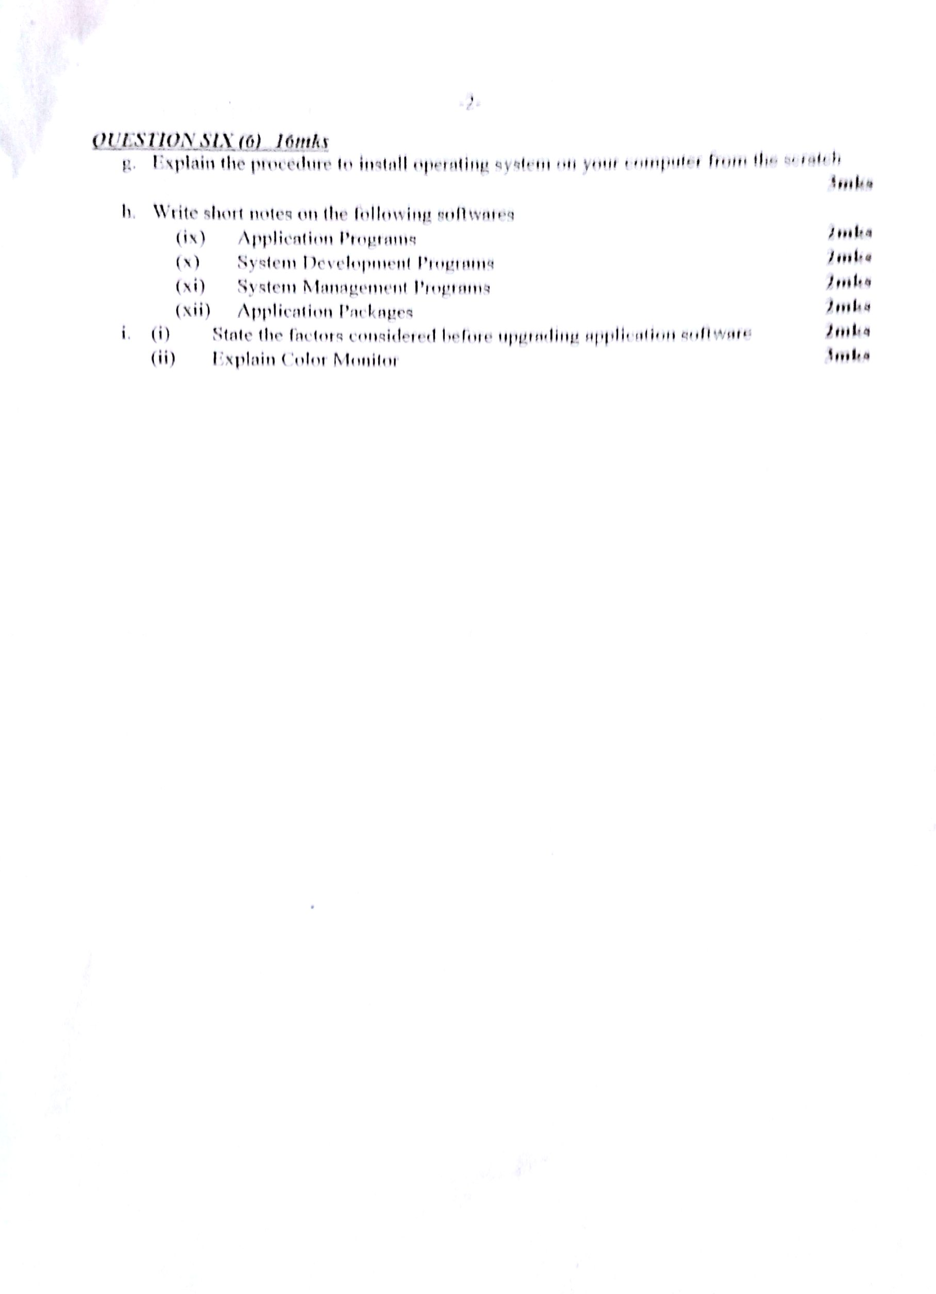 -2-
QUESTION SIX (6) 16mks
g. Explain the procedure to install operating system on your computer from the scratch
3mks
h. Write short notes on the following softwares
(ix) Application Programs 2mks
(x) System Development Programs 2mks
(xi) System Management Programs 2mks
(xii) Application Packages 2mks
i. (i) State the factors considered before upgrading application software 2mks
(ii) Explain Color Monitor 3mks